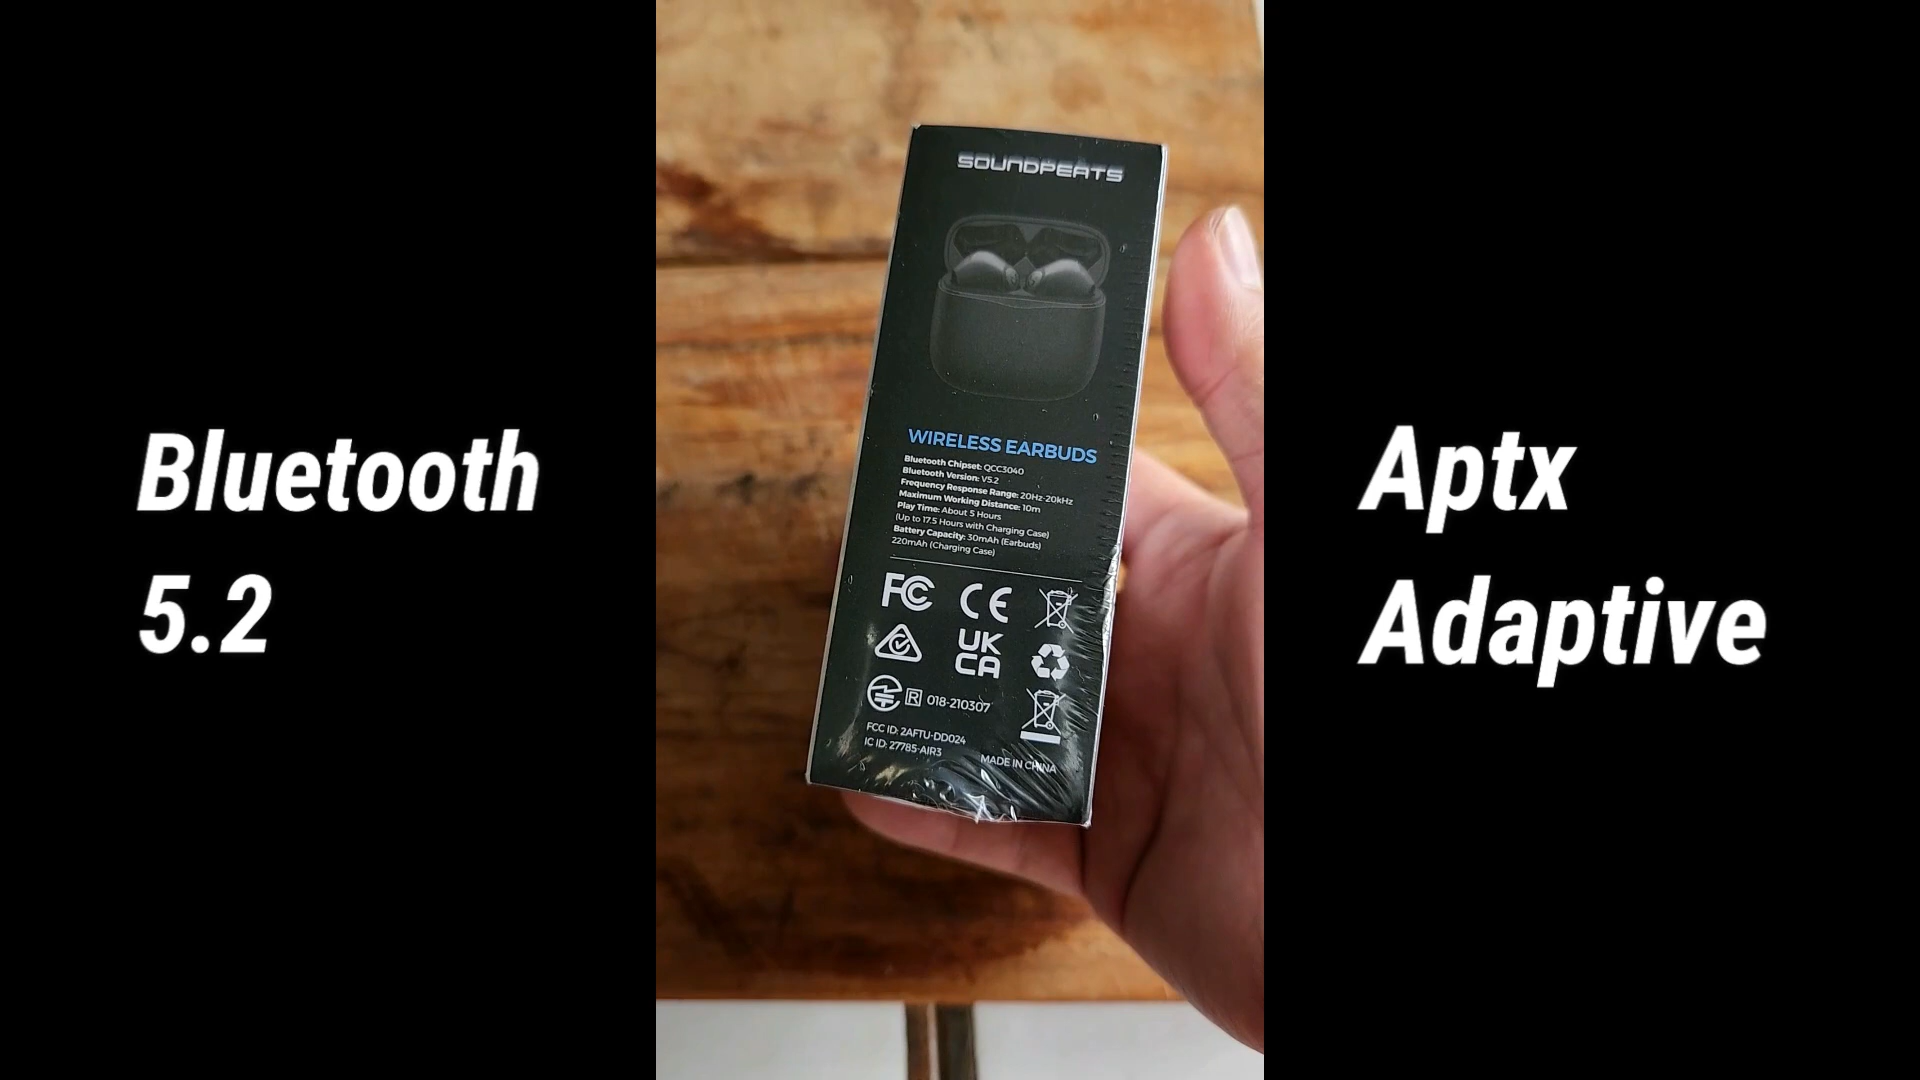 Bluetooth
5.2
SOUNDPEATS
WIRELESS EARBUDS
Bluetooth Chipset: QCC3040
Bluetooth Version: V5.2
Frequency Response Range: 20Hz-20kHz
Maximum Working Distance: 10m
Play Time: About 5 Hours
(Up to 17.5 Hours with Charging Case)
Battery Capacity: 30mAh (Earbuds)
220mAh (Charging Case)
FC
CE
UK
CA
R 018-210307
FCC ID: 2AFTU-DD024
IC ID: 27785-AIR3
MADE IN CHINA
Aptx
Adaptive